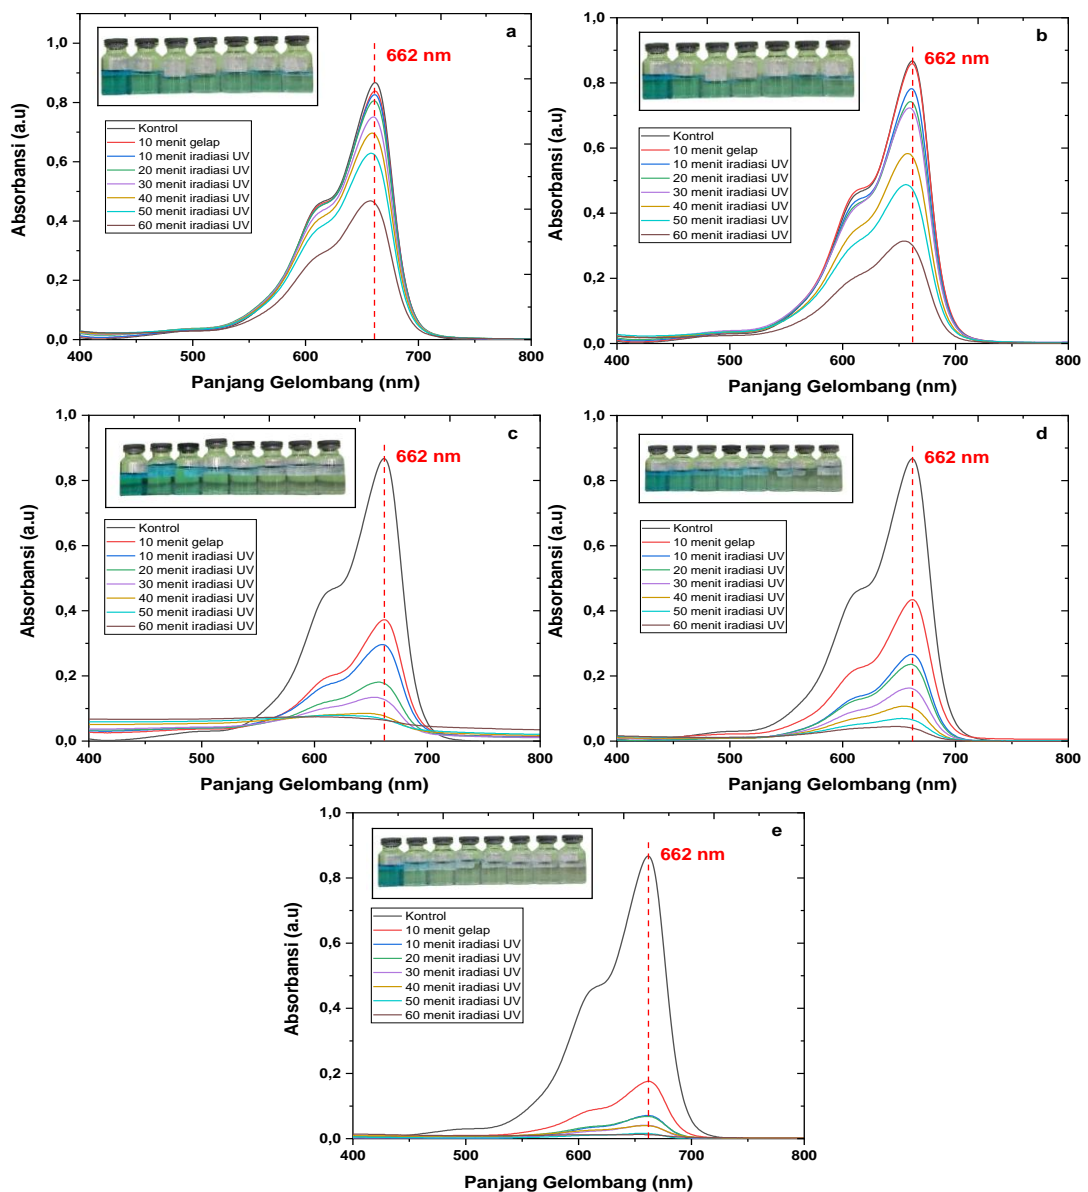 a
662 nm
1,0
0,8
0,6
0,4
0,2
0,0
Absorbansi (a.u)
Kontrol
10 menit gelap
10 menit iradiasi UV
20 menit iradiasi UV
30 menit iradiasi UV
40 menit iradiasi UV
50 menit iradiasi UV
60 menit iradiasi UV
400 500 600 700 800
Panjang Gelombang (nm)
b
662 nm
1,0
0,8
0,6
0,4
0,2
0,0
Absorbansi (a.u)
Kontrol
10 menit gelap
10 menit iradiasi UV
20 menit iradiasi UV
30 menit iradiasi UV
40 menit iradiasi UV
50 menit iradiasi UV
60 menit iradiasi UV
400 500 600 700 800
Panjang Gelombang (nm)
c
662 nm
1,0
0,8
0,6
0,4
0,2
0,0
Absorbansi (a.u)
Kontrol
10 menit gelap
10 menit iradiasi UV
20 menit iradiasi UV
30 menit iradiasi UV
40 menit iradiasi UV
50 menit iradiasi UV
60 menit iradiasi UV
400 500 600 700 800
Panjang Gelombang (nm)
d
662 nm
1,0
0,8
0,6
0,4
0,2
0,0
Absorbansi (a.u)
Kontrol
10 menit gelap
10 menit iradiasi UV
20 menit iradiasi UV
30 menit iradiasi UV
40 menit iradiasi UV
50 menit iradiasi UV
60 menit iradiasi UV
400 500 600 700 800
Panjang Gelombang (nm)
e
662 nm
1,0
0,8
0,6
0,4
0,2
0,0
Absorbansi (a.u)
Kontrol
10 menit gelap
10 menit iradiasi UV
20 menit iradiasi UV
30 menit iradiasi UV
40 menit iradiasi UV
50 menit iradiasi UV
60 menit iradiasi UV
400 500 600 700 800
Panjang Gelombang (nm)